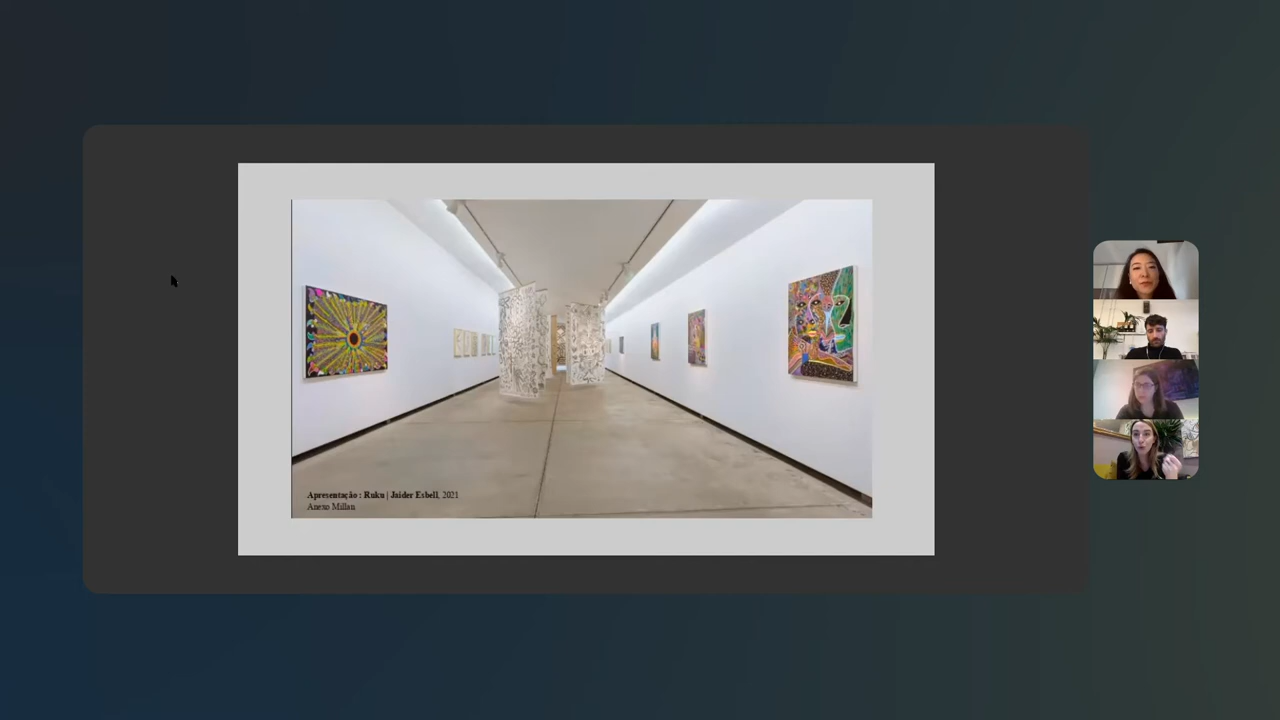 Apresentação : Ruku | Jaider Esbell, 2021
Anexo Millan